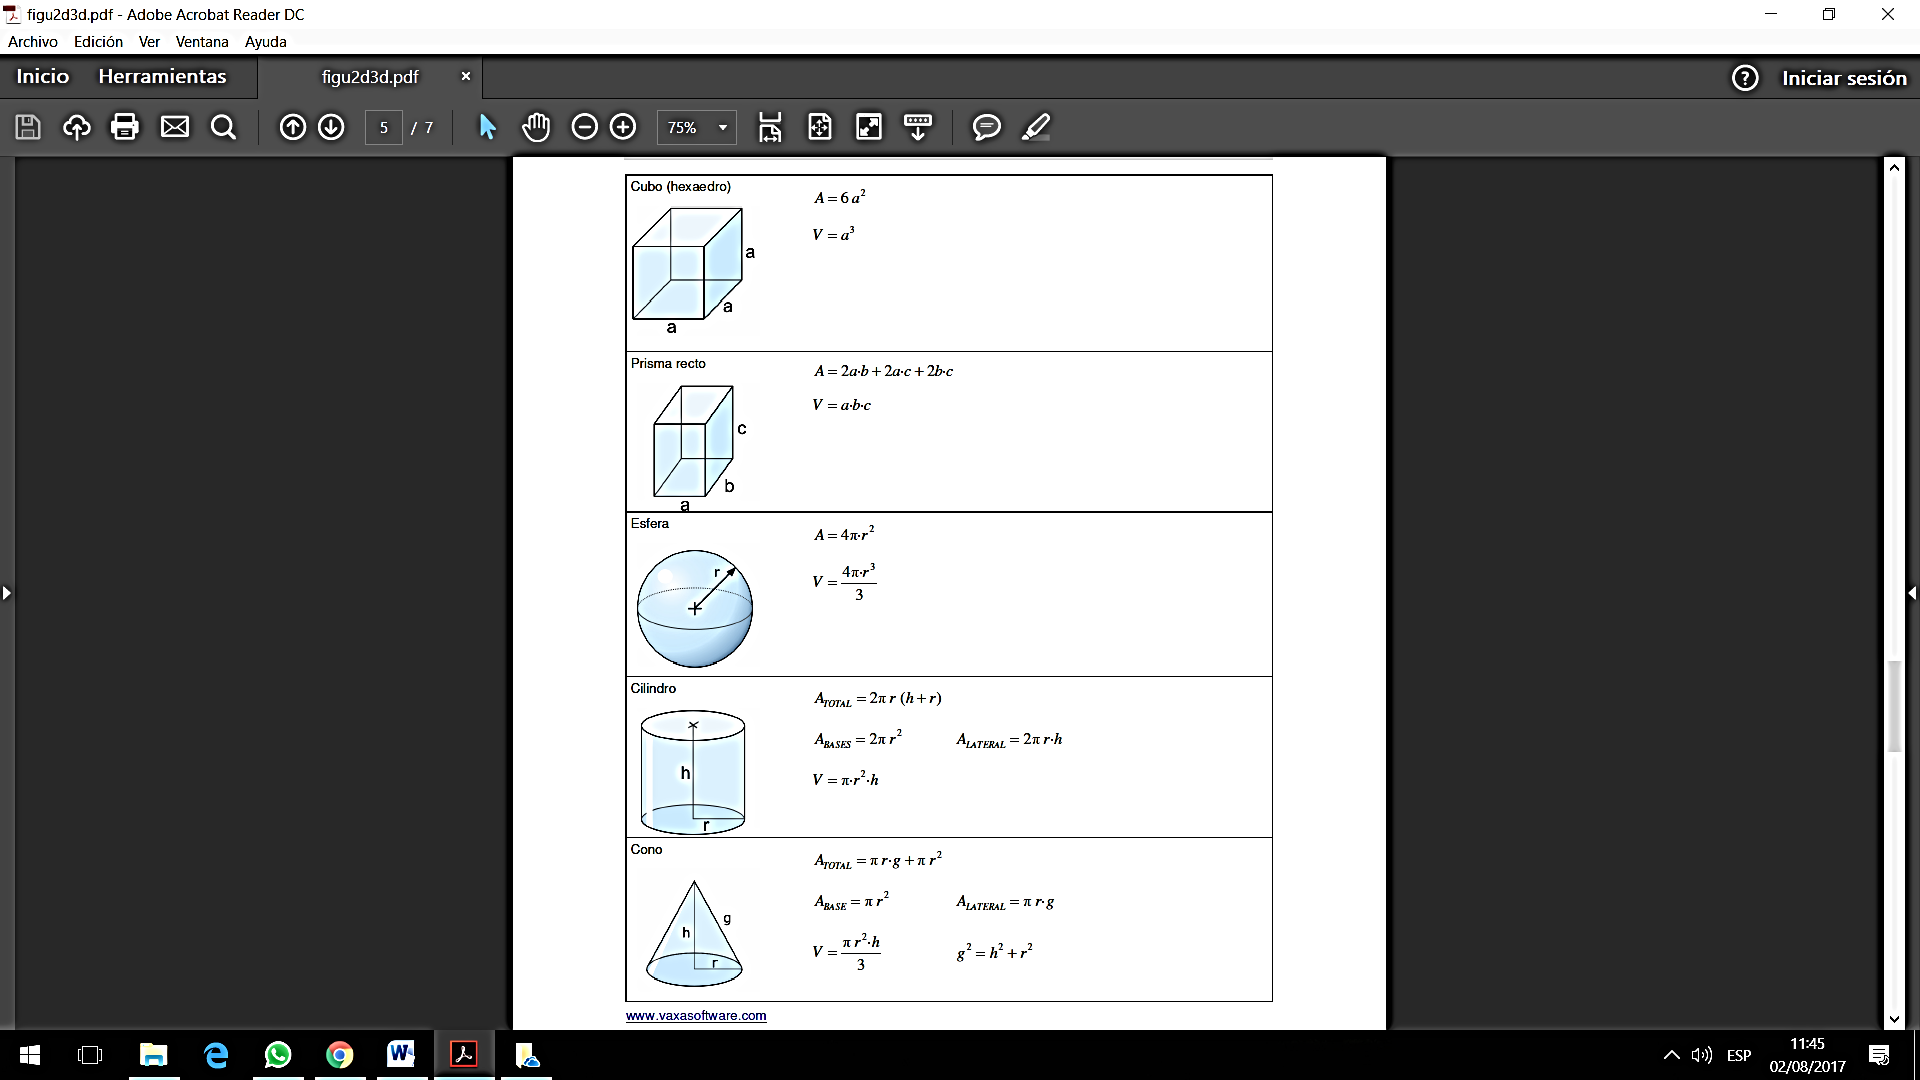 figu2d3d.pdf - Adobe Acrobat Reader DC
Archivo Edición Ver Ventana Ayuda
Inicio Herramientas figu2d3d.pdf × ? Iniciar sesión
5 / 7 75%
Cubo (hexaedro)
A = 6 a²
V = a³
a
a
a
Prisma recto
A = 2a·b + 2a·c + 2b·c
V = a·b·c
c
b
a
Esfera
A = 4π·r²
V = 4π·r³/3
r
Cilindro
A_TOTAL = 2π r (h + r)
A_BASES = 2π r² A_LATERAL = 2π r·h
V = π·r²·h
h
r
Cono
A_TOTAL = π r·g + π r²
A_BASE = π r² A_LATERAL = π r·g
V = π r²·h/3 g² = h² + r²
g
h
r
www.vaxasoftware.com
ESP
11:45
02/08/2017